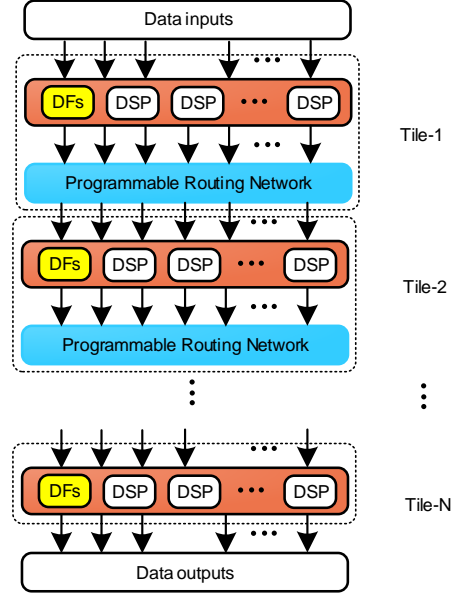 Data inputs
DFs DSP DSP DSP
Tile-1
Programmable Routing Network
DFs DSP DSP DSP
Tile-2
Programmable Routing Network
DFs DSP DSP DSP
Tile-N
Data outputs